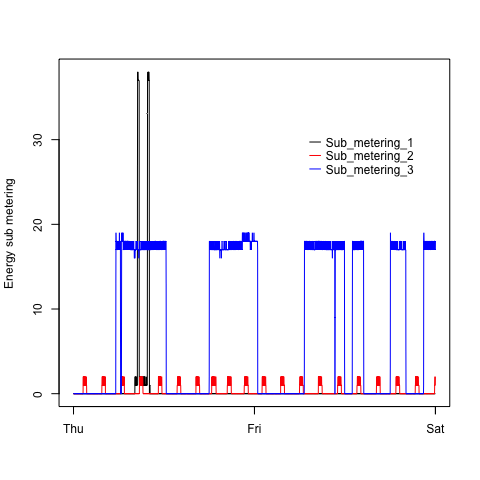 Energy sub metering
30
20
10
0
Sub_metering_1
Sub_metering_2
Sub_metering_3
Thu
Fri
Sat